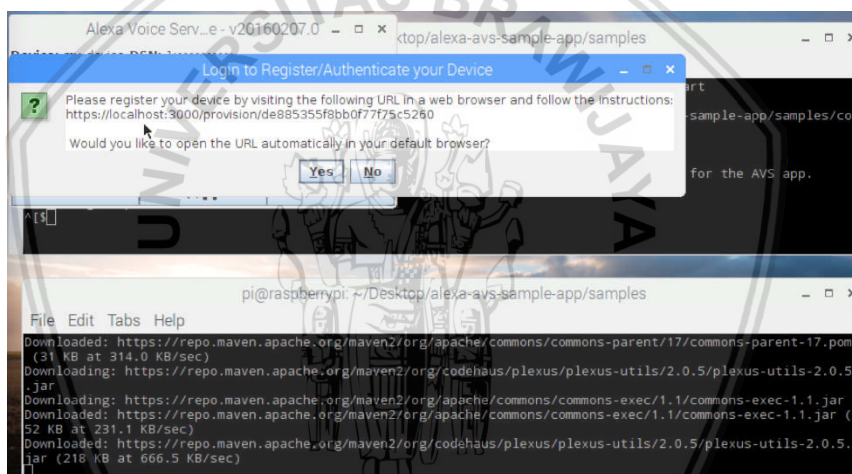 Alexa Voice Serv...e - v20160207.0
ktop/alexa-avs-sample-app/samples
Login to Register/Authenticate your Device
Please register your device by visiting the following URL in a web browser and follow the instructions:
https://localhost:3000/provision/de885355f8bb0f77f75c5260
Would you like to open the URL automatically in your default browser?
Yes No
art
-sample-app/samples/co
for the AVS app.
^[$
pi@raspberrypi: ~/Desktop/alexa-avs-sample-app/samples
File Edit Tabs Help
Downloaded: https://repo.maven.apache.org/maven2/org/apache/commons/commons-parent/17/commons-parent-17.pom
(31 KB at 314.0 KB/sec)
Downloading: https://repo.maven.apache.org/maven2/org/codehaus/plexus/plexus-utils/2.0.5/plexus-utils-2.0.5
.jar
Downloading: https://repo.maven.apache.org/maven2/org/apache/commons/commons-exec/1.1/commons-exec-1.1.jar
Downloaded: https://repo.maven.apache.org/maven2/org/apache/commons/commons-exec/1.1/commons-exec-1.1.jar (
52 KB at 231.1 KB/sec)
Downloaded: https://repo.maven.apache.org/maven2/org/codehaus/plexus/plexus-utils/2.0.5/plexus-utils-2.0.5.
jar (218 KB at 666.5 KB/sec)
UNIVERSITAS BRAWIJAYA